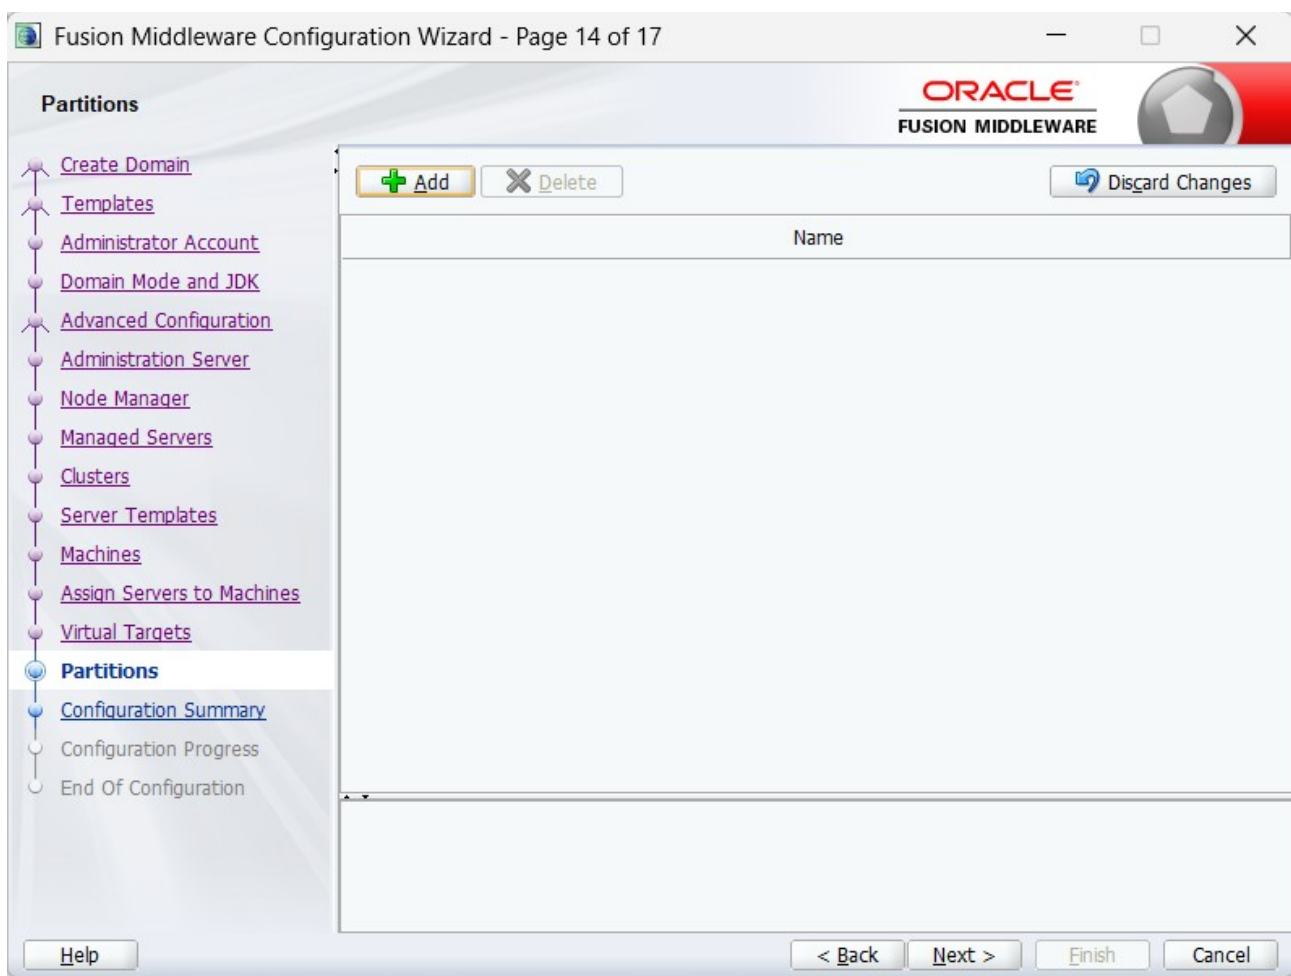 Fusion Middleware Configuration Wizard - Page 14 of 17
Partitions
ORACLE
FUSION MIDDLEWARE
Create Domain
Templates
Administrator Account
Domain Mode and JDK
Advanced Configuration
Administration Server
Node Manager
Managed Servers
Clusters
Server Templates
Machines
Assign Servers to Machines
Virtual Targets
Partitions
Configuration Summary
Configuration Progress
End Of Configuration
Add Delete Discard Changes
Name
Help < Back Next > Finish Cancel